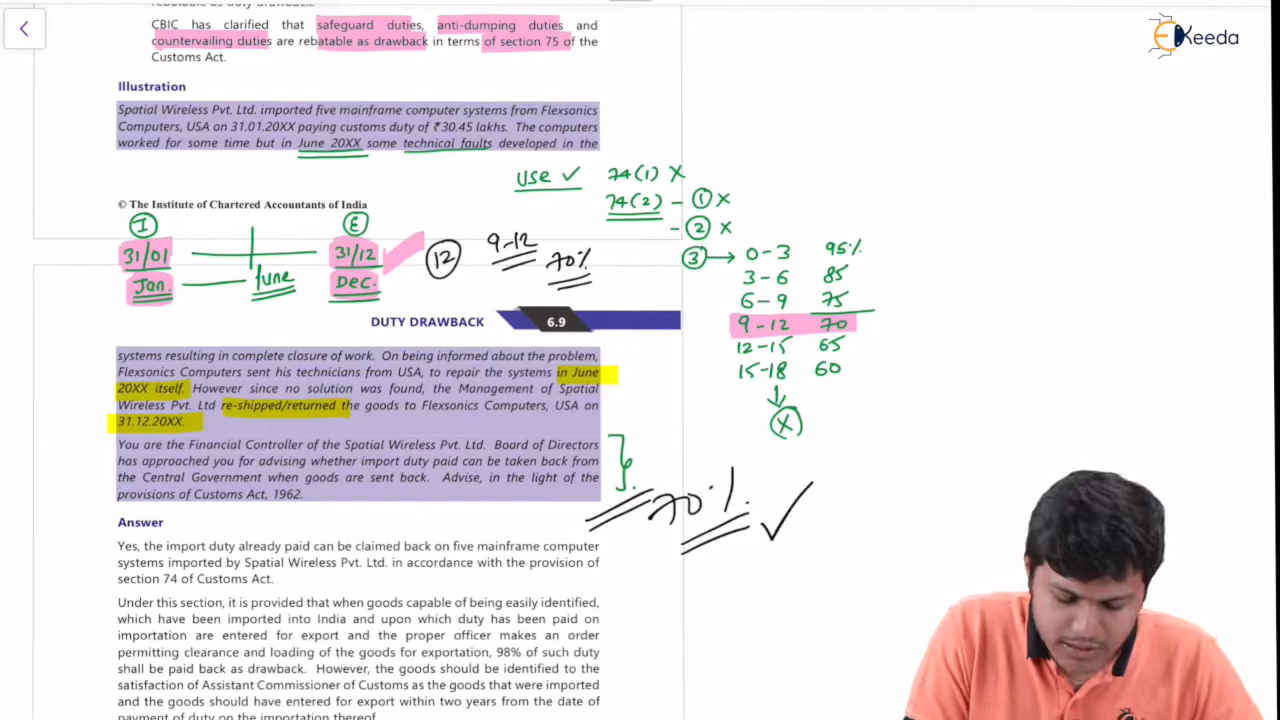 CBIC has clarified that safeguard duties, anti-dumping duties and
countervailing duties are rebatable as drawback in terms of section 75 of the
Customs Act.
Illustration
Spatial Wireless Pvt. Ltd. imported five mainframe computer systems from Flexsonics
Computers, USA on 31.01.20XX paying customs duty of ₹30.45 lakhs. The computers
worked for some time but in June 20XX some technical faults developed in the
© The Institute of Chartered Accountants of India
use ✓ 74(1) X
74(2) - ① X
- ② X
③ → 0-3 95%
3-6 85
6-9 75
9-12 70
12-15 65
15-18 60
(X)
I E
31/01 31/12
Jan. June Dec.
12 9-12 70%
DUTY DRAWBACK 6.9
systems resulting in complete closure of work. On being informed about the problem,
Flexsonics Computers sent his technicians from USA, to repair the systems in June
20XX itself. However since no solution was found, the Management of Spatial
Wireless Pvt. Ltd re-shipped/returned the goods to Flexsonics Computers, USA on
31.12.20XX.
You are the Financial Controller of the Spatial Wireless Pvt. Ltd. Board of Directors
has approached you for advising whether import duty paid can be taken back from
the Central Government when goods are sent back. Advise, in the light of the
provisions of Customs Act, 1962.
70%. ✓
Answer
Yes, the import duty already paid can be claimed back on five mainframe computer
systems imported by Spatial Wireless Pvt. Ltd. in accordance with the provision of
section 74 of Customs Act.
Under this section, it is provided that when goods capable of being easily identified,
which have been imported into India and upon which duty has been paid on
importation are entered for export and the proper officer makes an order
permitting clearance and loading of the goods for exportation, 98% of such duty
shall be paid back as drawback. However, the goods should be identified to the
satisfaction of Assistant Commissioner of Customs as the goods that were imported
and the goods should have entered for export within two years from the date of
payment of duty on the importation thereof.
Ekeeda